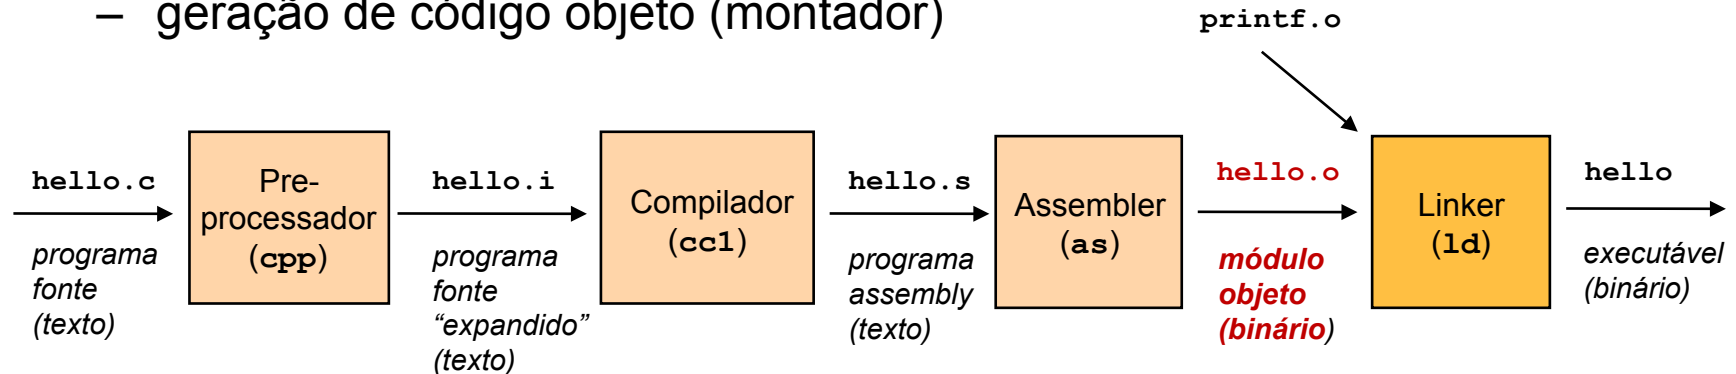 – geração de código objeto (montador)
printf.o
hello.c
programa
fonte
(texto)
Pre-
processador
(cpp)
hello.i
programa
fonte
“expandido”
(texto)
Compilador
(cc1)
hello.s
programa
assembly
(texto)
Assembler
(as)
hello.o
módulo
objeto
(binário)
Linker
(ld)
hello
executável
(binário)